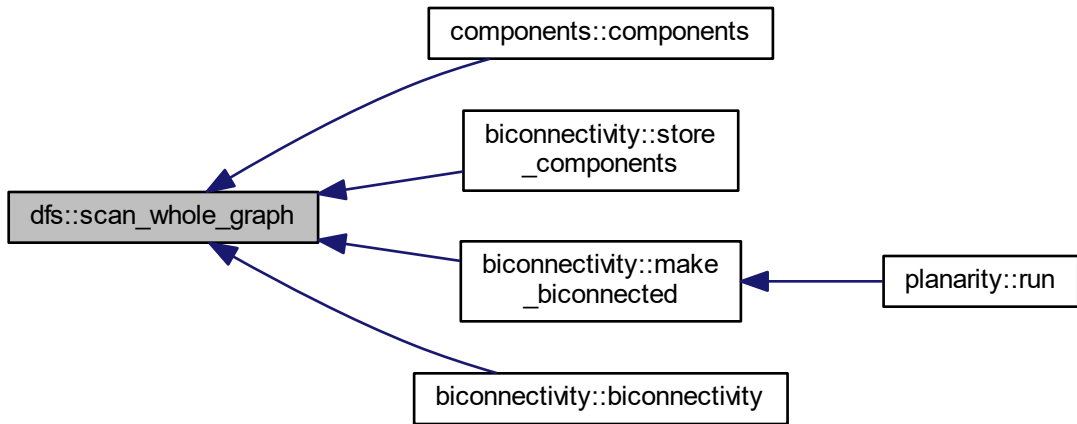 components::components
biconnectivity::store
_components
dfs::scan_whole_graph
biconnectivity::make
_biconnected
planarity::run
biconnectivity::biconnectivity